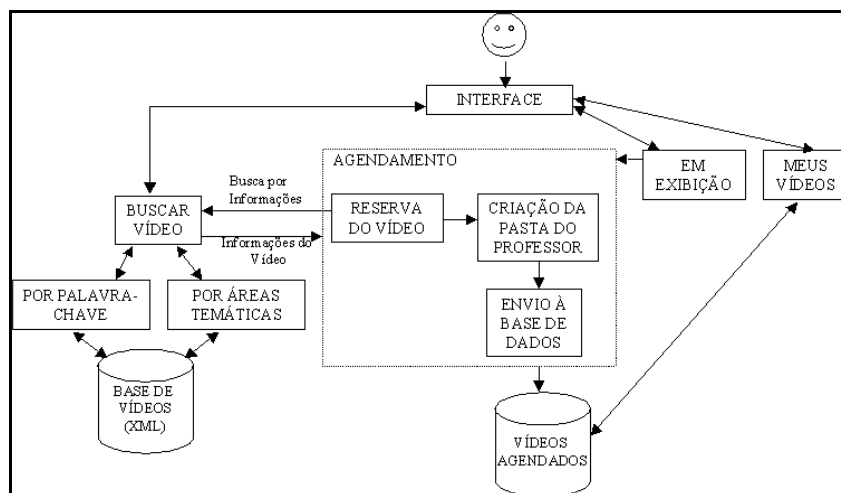 INTERFACE
AGENDAMENTO
EM
EXIBIÇÃO
MEUS
VÍDEOS
Busca por
Informações
BUSCAR
VÍDEO
RESERVA
DO VÍDEO
CRIAÇÃO DA
PASTA DO
PROFESSOR
Informações do
Vídeo
POR PALAVRA-
CHAVE
POR ÁREAS
TEMÁTICAS
ENVIO À
BASE DE
DADOS
BASE DE
VÍDEOS
(XML)
VÍDEOS
AGENDADOS